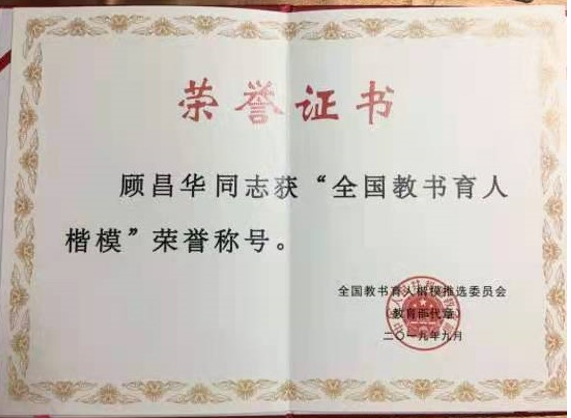 荣誉证书
顾昌华同志获“全国教书育人
楷模”荣誉称号。
全国教书育人楷模推选委员会
教育部代章
二〇一九年九月